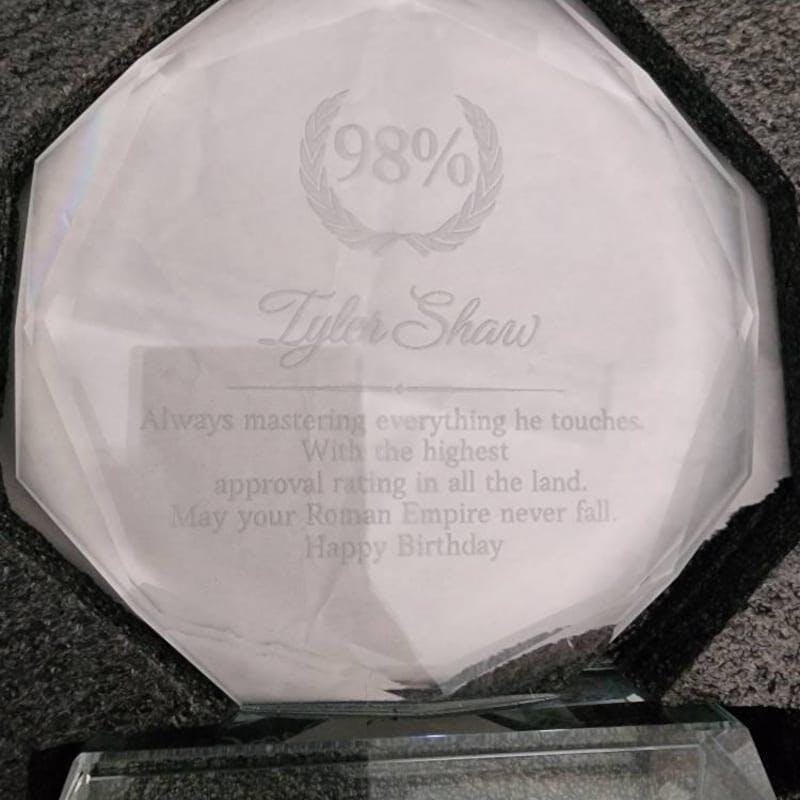 98%
Tyler Shaw
Always mastering everything he touches.
With the highest
approval rating in all the land.
May your Roman Empire never fall.
Happy Birthday